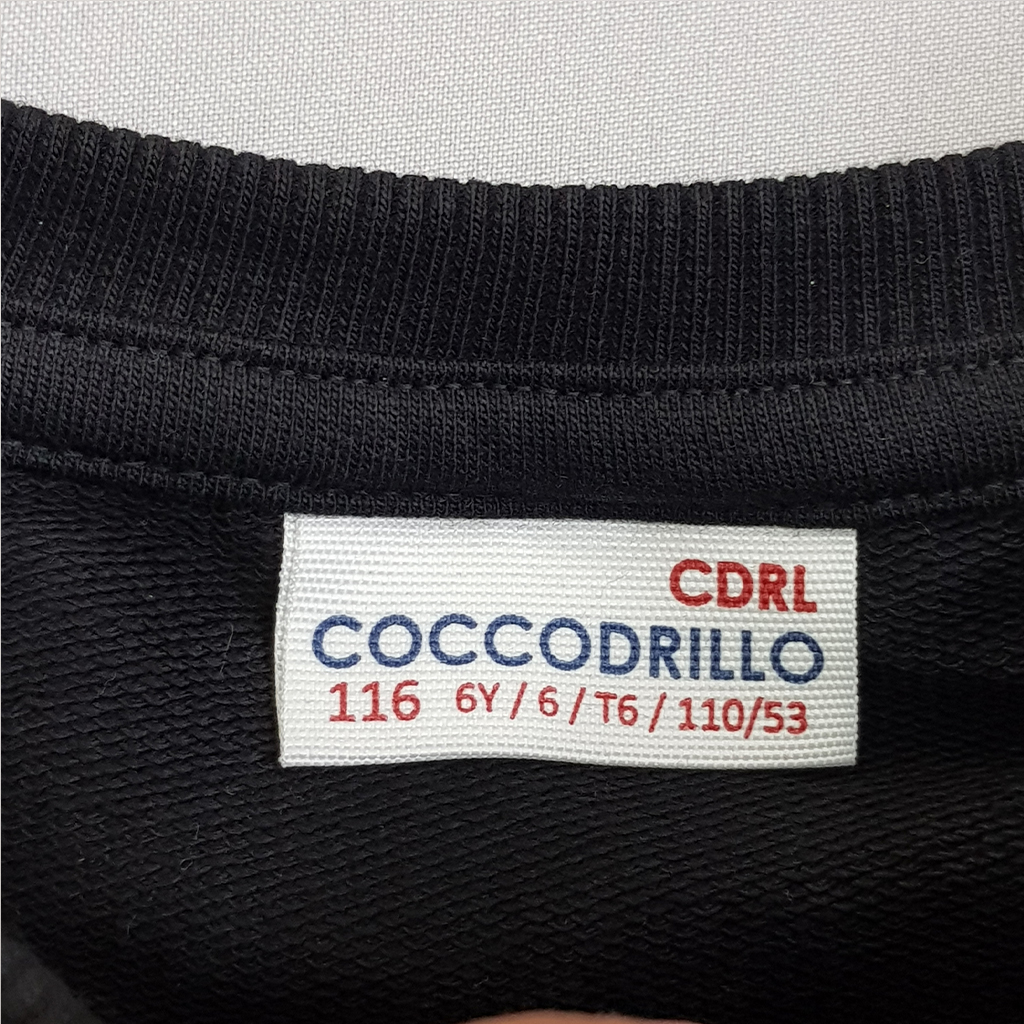 CDRL
COCCODRILLO
116 6Y / 6 / T6 / 110/53